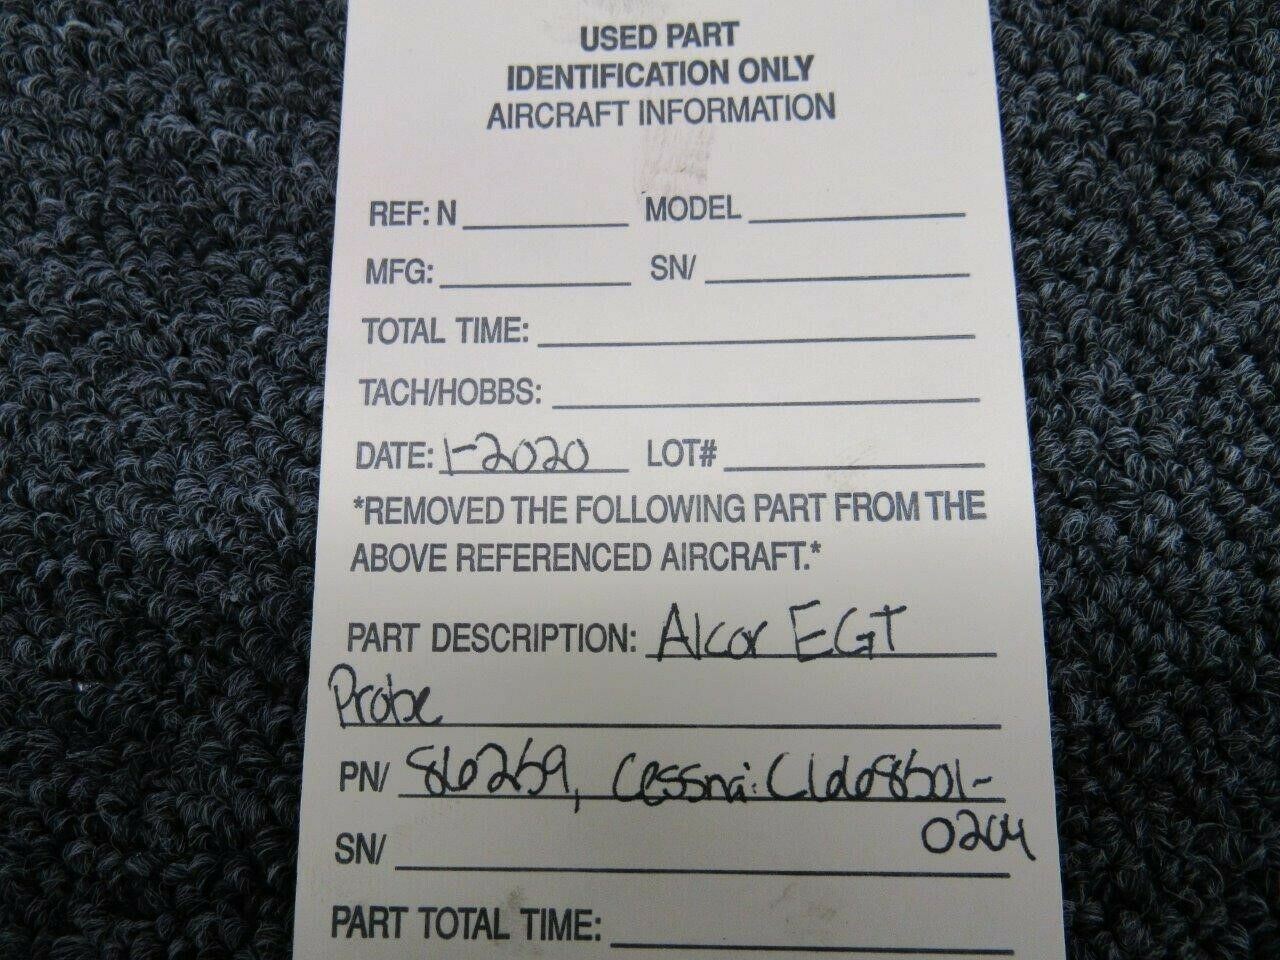 USED PART
IDENTIFICATION ONLY
AIRCRAFT INFORMATION
REF: N MODEL
MFG: SN/
TOTAL TIME:
TACH/HOBBS:
DATE: 1-2020 LOT#
*REMOVED THE FOLLOWING PART FROM THE
ABOVE REFERENCED AIRCRAFT.*
PART DESCRIPTION: Alcor EGT
Probe
PN/ 86259, Cessna: C1668501-
0204
SN/
PART TOTAL TIME: